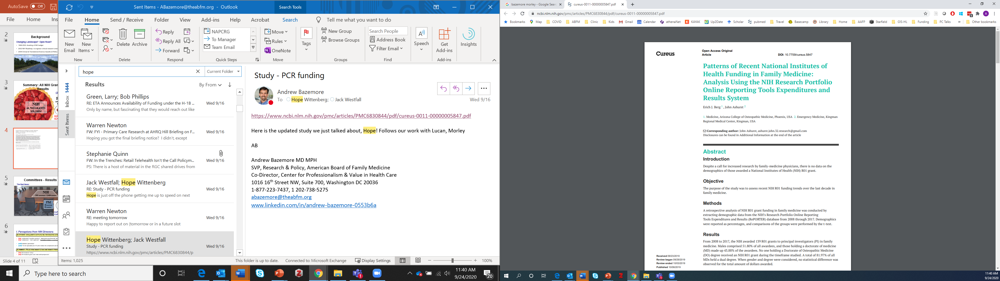 AutoSave Off
File Home Ins
2
Background
Changing Landscape? Open Road?
3
Summary: All NIH Gran
Results
NIH
46,700 GRANTS
$20,200M
4
5
Committees - Results
The Bad News:
NIH
FM
6
I. Perceptions from NIH Directors:
Slide 4 of 11
Sent Items - ABazemore@theabfm.org - Outlook
Search Tools
File Home Send / Receive Folder View Add-ins Help Acrobat Search Tell me what you want to do
New Email
New Items
New
Delete
Archive
Delete
Reply
Reply All
Forward
Respond
NAPCRG
To Manager
Team Email
Quick Steps
Move
Rules
OneNote
Move
Tags
New Group
Browse Groups
Groups
Search People
Address Book
Filter Email
Find
Speech
Get Add-ins
Add-ins
Insights
hope
Current Folder
Inbox 1444
Sent Items
Results
By From
Green, Larry; Bob Phillips
RE: ETA Announces Availability of Funding under the H-1B ... Wed 9/16
Only by name, but fascinating that they would reach out like
Warren Newton
FW: FYI - Primary Care Research at AHRQ Hill Briefing on F... Wed 9/16
Hoping you got the final briefing notice? I didn't, except
Stephanie Quinn
FW: In the Trenches: Retail Telehealth Isn't the Call Policym... Wed 9/16
PS: There is a host of material in the RGC shared drives from
Jack Westfall; Hope Wittenberg
RE: Study - PCR funding Wed 9/16
Hope is just off the phone getting me up to speed on next
Warren Newton
RE: meeting tomorrow Wed 9/16
Happy to report out on (tomorrow or in a future slot
Hope Wittenberg; Jack Westfall
Study - PCR funding Wed 9/16
https://www.ncbi.nlm.nih.gov/pmc/articles/PMC6830844/p
Study - PCR funding
Andrew Bazemore
To Hope Wittenberg; Jack Westfall
Wed 9/16
https://www.ncbi.nlm.nih.gov/pmc/articles/PMC6830844/pdf/cureus-0011-00000005847.pdf
Here is the updated study we just talked about, Hope! Follows our work with Lucan, Morley
AB
Andrew Bazemore MD MPH
SVP, Research & Policy, American Board of Family Medicine
Co-Director, Center for Professionalism & Value in Health Care
1016 16th Street NW, Suite 700, Washington DC 20036
1-877-223-7437, 1 202-738-5275
abazemore@theabfm.org
www.linkedin.com/in/andrew-bazemore-0553b6a
Items: 1,025
This folder is up to date. Connected to: Microsoft Exchange Display Settings 100%
Type here to search
11:40 AM
9/24/2020
20
bazemore morley - Google Sear
cureus-0011-00000005847.pdf
ncbi.nlm.nih.gov/pmc/articles/PMC6830844/pdf/cureus-0011-00000005847.pdf
Bookmarks Map COVID ABFM Clinic Kids Gmail Calendar athenaNet KAYAK Up2Date Scholar pubmed Travel Basecamp Library Home AAFP Starfield GIS-HL Funding PC Talks » Other bookmarks
Cureus
Open Access Original
Article
DOI: 10.7759/cureus.5847
Patterns of Recent National Institutes of
Health Funding in Family Medicine:
Analysis Using the NIH Research Portfolio
Online Reporting Tools Expenditures and
Results System
Erich J. Berg 1 , John Ashurst 2
1. Medicine, Arizona College of Osteopathic Medicine, Phoenix, USA 2. Emergency Medicine, Kingman
Regional Medical Center, Kingman, USA
Corresponding author: John Ashurst, ashurst.john.32.research@gmail.com
Disclosures can be found in Additional Information at the end of the article
Abstract
Introduction
Despite a call for increased research by family-medicine physicians, there is no data on the
demographics of those awarded a National Institutes of Health (NIH) R01 grant.
Objective
The purpose of the study was to assess recent NIH R01 funding trends over the last decade in
family medicine.
Methods
A retrospective analysis of NIH R01 grant funding in family medicine was conducted by
extracting demographic data from the NIH's Research Portfolio Online Reporting
Tools Expenditures and Results (RePORTER) database from 2008 through 2017. Demographics
were reported as percentages, and comparisons of the groups were performed by the t-test.
Results
From 2008 to 2017, the NIH awarded 139 R01 grants to principal investigators (PI) in family
medicine. Males comprised 51.80% of all awardees, and those holding a doctorate of medicine
(MD) made up 43.88% of the awardees. No one holding a Doctorate of Osteopathic Medicine
(DO) degree received an NIH R01 grant during the timeframe studied. A total of 81.97% of all
MDs held a dual degree. When gender and degree were considered, no statistical difference was
observed for the total amount of dollars awarded.
Received 09/23/2019
Review began 09/29/2019
Review ended 10/03/2019
Published 10/06/2019
11:40 AM
9/24/2020